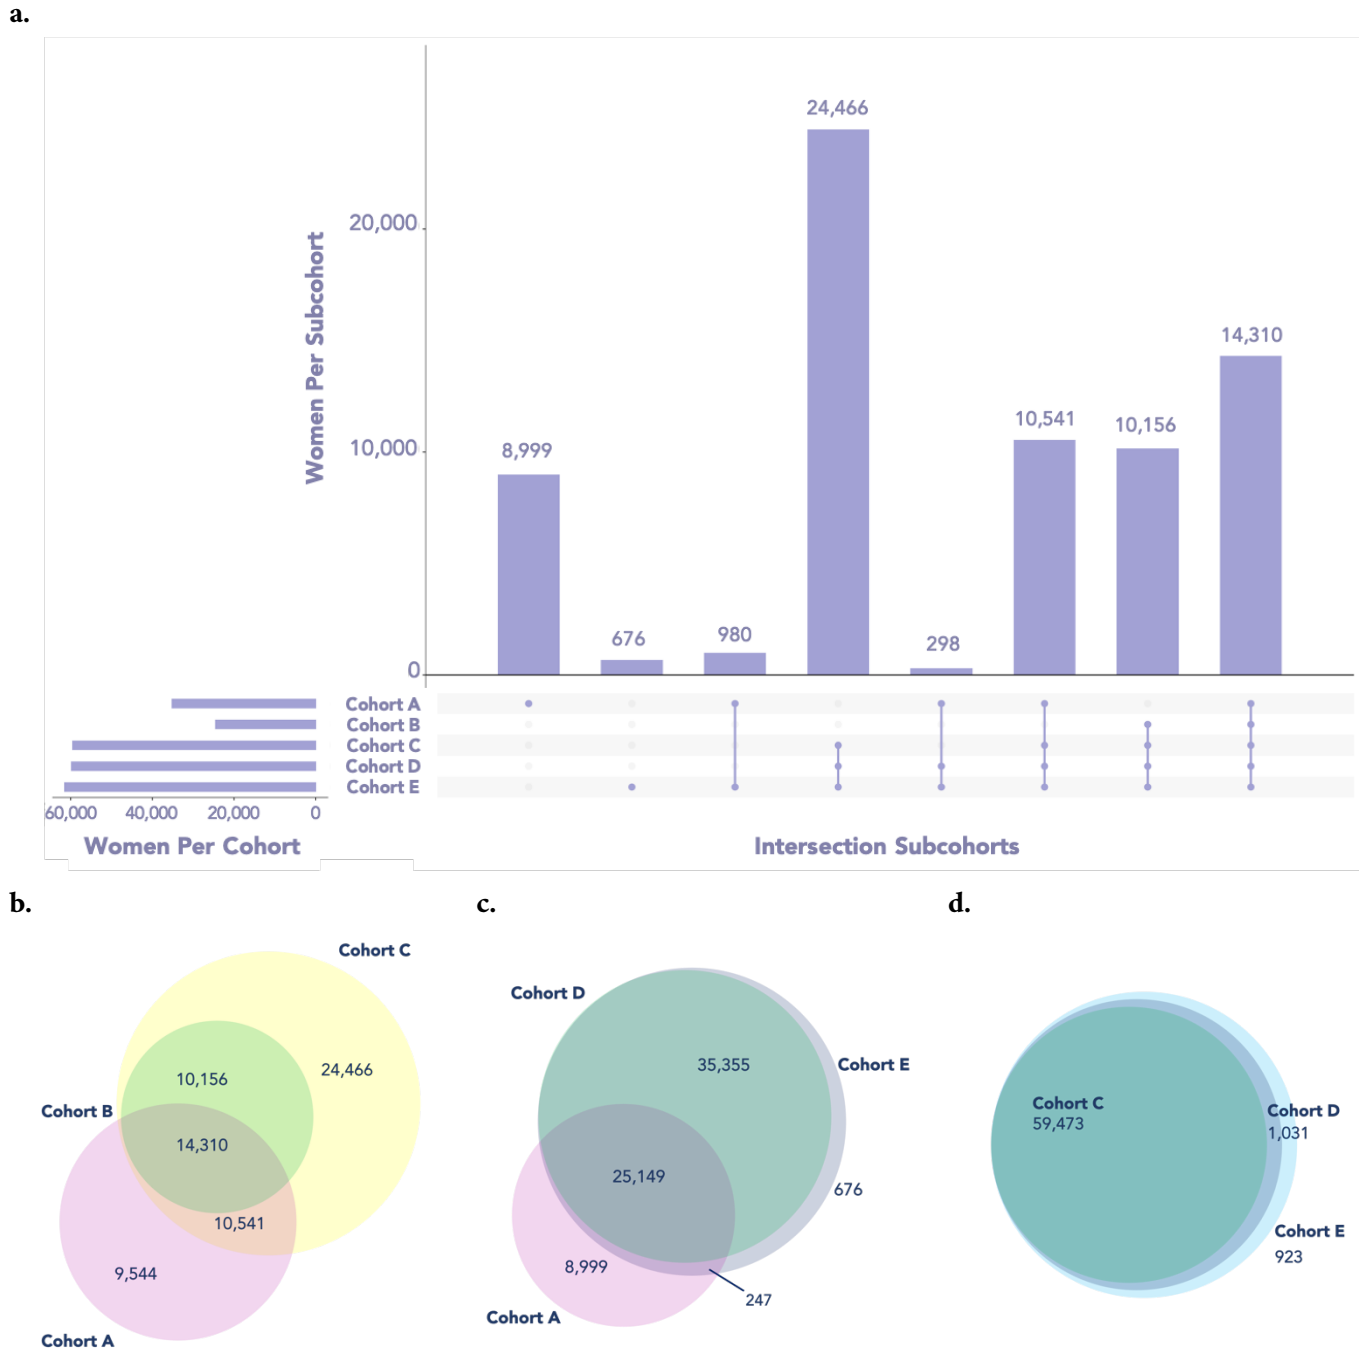 a.
24,466
20,000
14,310
10,541
10,156
10,000
8,999
980
676
298
0
Women Per Subcohort
Cohort A
Cohort B
Cohort C
Cohort D
Cohort E
60,000 40,000 20,000 0
Women Per Cohort
Intersection Subcohorts
b.
Cohort C
24,466
10,156
Cohort B
14,310
10,541
9,544
Cohort A
c.
Cohort D
35,355
Cohort E
25,149
676
8,999
247
Cohort A
d.
Cohort C
59,473
Cohort D
1,031
Cohort E
923